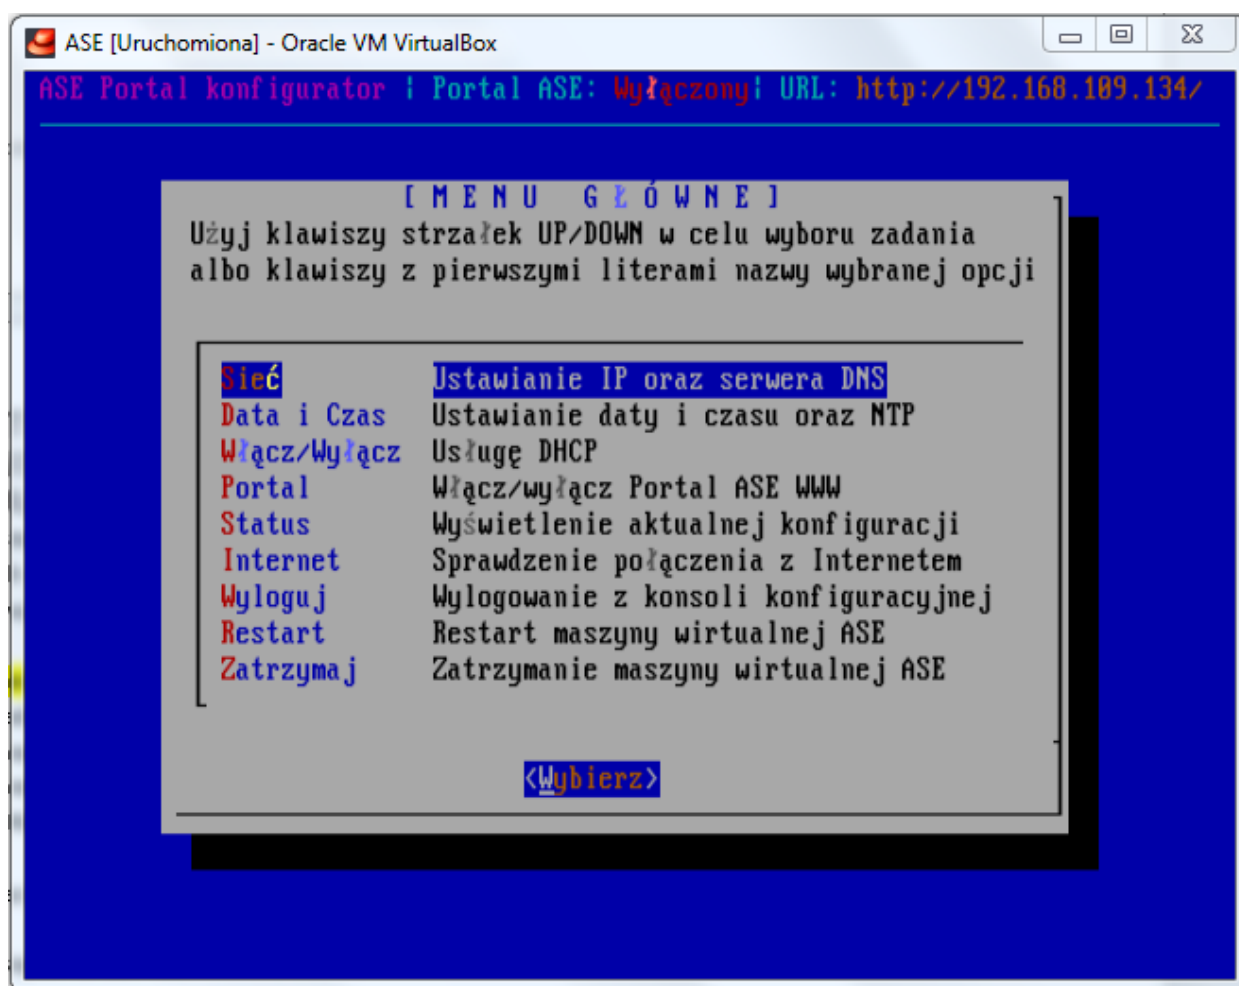 ASE [Uruchomiona] - Oracle VM VirtualBox
ASE Portal konfigurator | Portal ASE: Wyłączony| URL: http://192.168.109.134/
[ M E N U   G Ł Ó W N E ]
Użyj klawiszy strzałek UP/DOWN w celu wyboru zadania
albo klawiszy z pierwszymi literami nazwy wybranej opcji
Sieć Ustawianie IP oraz serwera DNS
Data i Czas Ustawianie daty i czasu oraz NTP
Włącz/Wyłącz Usługę DHCP
Portal Włącz/wyłącz Portal ASE WWW
Status Wyświetlenie aktualnej konfiguracji
Internet Sprawdzenie połączenia z Internetem
Wyloguj Wylogowanie z konsoli konfiguracyjnej
Restart Restart maszyny wirtualnej ASE
Zatrzymaj Zatrzymanie maszyny wirtualnej ASE
<Wybierz>